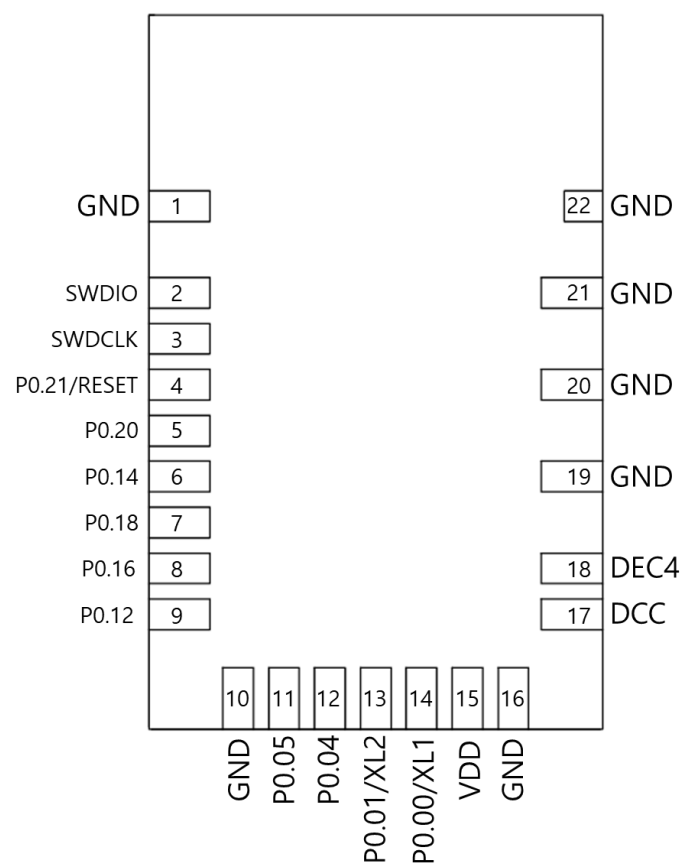 GND 1
SWDIO 2
SWDCLK 3
P0.21/RESET 4
P0.20 5
P0.14 6
P0.18 7
P0.16 8
P0.12 9
10 11 12 13 14 15 16
GND P0.05 P0.04 P0.01/XL2 P0.00/XL1 VDD GND
22 GND
21 GND
20 GND
19 GND
18 DEC4
17 DCC